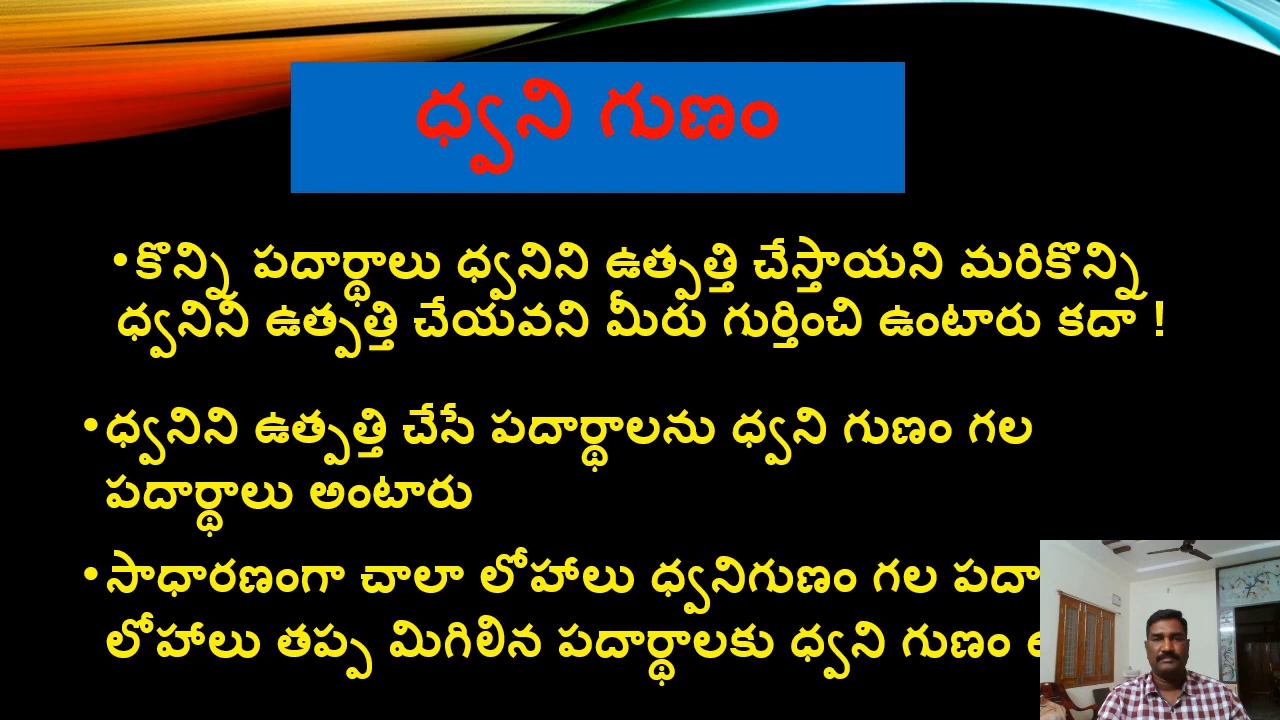 ధ్వని గుణం
•కొన్ని పదార్థాలు ధ్వనిని ఉత్పత్తి చేస్తాయని మరికొన్ని
ధ్వనిని ఉత్పత్తి చేయవని మీరు గుర్తించి ఉంటారు కదా !
•ధ్వనిని ఉత్పత్తి చేసే పదార్థాలను ధ్వని గుణం గల
పదార్థాలు అంటారు
•సాధారణంగా చాలా లోహాలు ధ్వనిగుణం గల
లోహాలు తప్ప మిగిలిన పదార్థాలకు ధ్వని గుణం